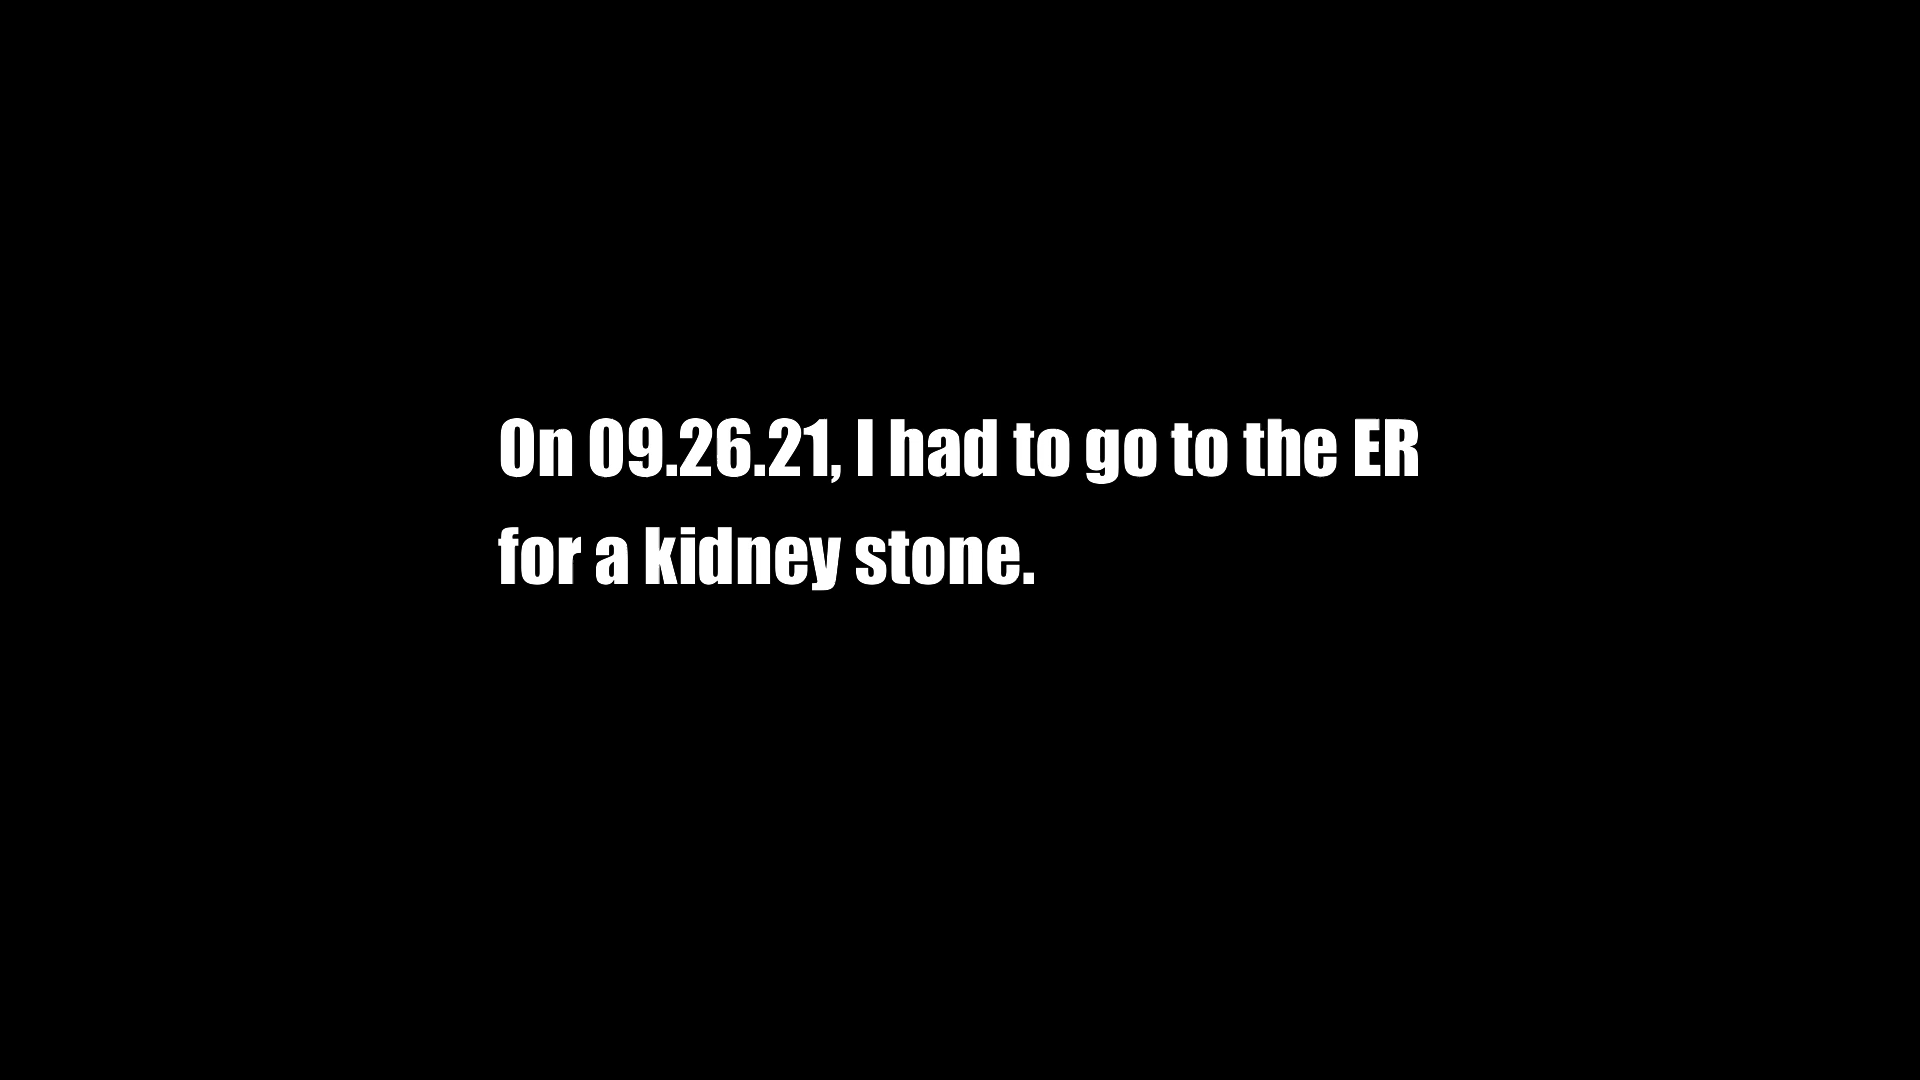 On 09.26.21, I had to go to the ER
for a kidney stone.